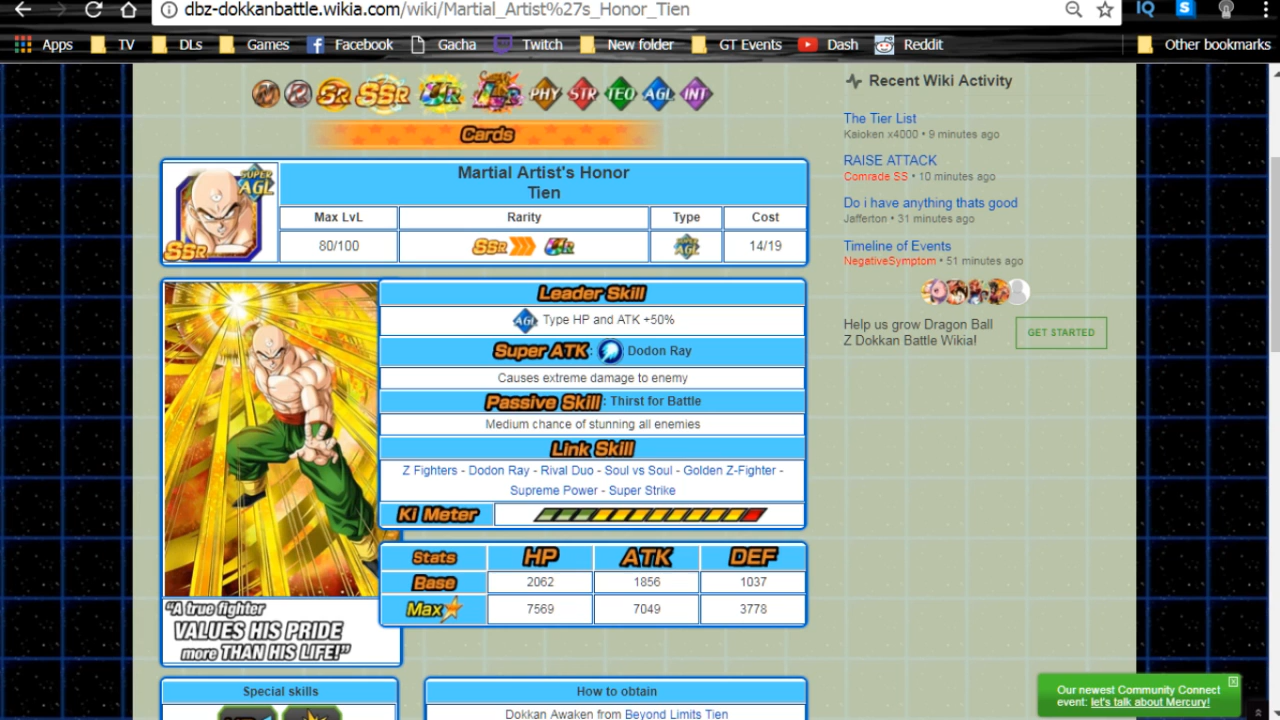 dbz-dokkanbattle.wikia.com/wiki/Martial_Artist%27s_Honor_Tien
IQ
S
Apps
TV
DLs
Games
Facebook
Gacha
Twitch
New folder
GT Events
Dash
Reddit
Other bookmarks
N R SR SSR UR LR PHY STR TEQ AGL INT
Cards
SUPER AGL
SSR
Martial Artist's Honor
Tien
Max LvL Rarity Type Cost
80/100 SSR UR AGL 14/19
Leader Skill
AGL Type HP and ATK +50%
Super ATK: Dodon Ray
Causes extreme damage to enemy
Passive Skill: Thirst for Battle
Medium chance of stunning all enemies
Link Skill
Z Fighters - Dodon Ray - Rival Duo - Soul vs Soul - Golden Z-Fighter -
Supreme Power - Super Strike
Ki Meter
Stats HP ATK DEF
Base 2062 1856 1037
Max 7569 7049 3778
"A true fighter
VALUES HIS PRIDE
more THAN HIS LIFE!"
Special skills
How to obtain
Dokkan Awaken from Beyond Limits Tien
Recent Wiki Activity
The Tier List
Kaioken x4000 • 9 minutes ago
RAISE ATTACK
Comrade SS • 10 minutes ago
Do i have anything thats good
Jafferton • 31 minutes ago
Timeline of Events
NegativeSymptom • 51 minutes ago
Help us grow Dragon Ball
Z Dokkan Battle Wikia!
GET STARTED
Our newest Community Connect
event: let's talk about Mercury!